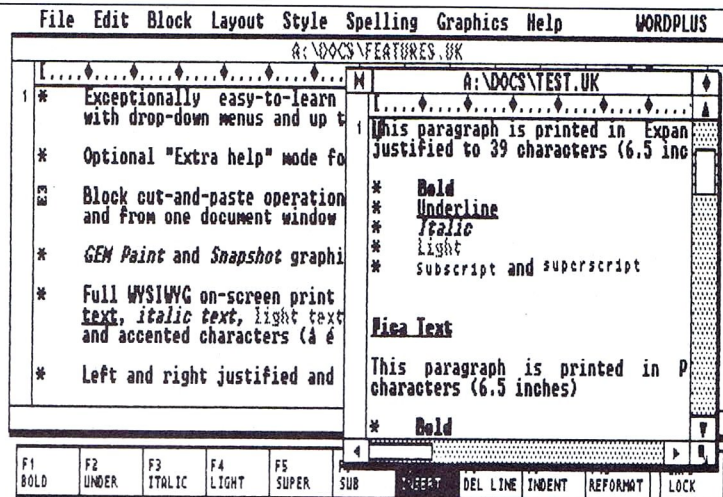 File Edit Block Layout Style Spelling Graphics Help WORDPLUS
A:\DOCS\FEATURES.UK
1 * Exceptionally easy-to-learn
with drop-down menus and up t
* Optional "Extra help" mode fo
Block cut-and-paste operation
and from one document window
* GEM Paint and Snapshot graphi
* Full WYSIWYG on-screen print
text, italic text, light text
and accented characters (å é
* Left and right justified and
A:\DOCS\TEST.UK
1 This paragraph is printed in Expan
justified to 39 characters (6.5 inc
* Bold
* Underline
* Italic
* Light
* Subscript and superscript
Pica Text
This paragraph is printed in P
characters (6.5 inches)
* Bold
F1 BOLD
F2 UNDER
F3 ITALIC
F4 LIGHT
F5 SUPER
SUB
INSERT
DEL LINE
INDENT
REFORMAT
LOCK